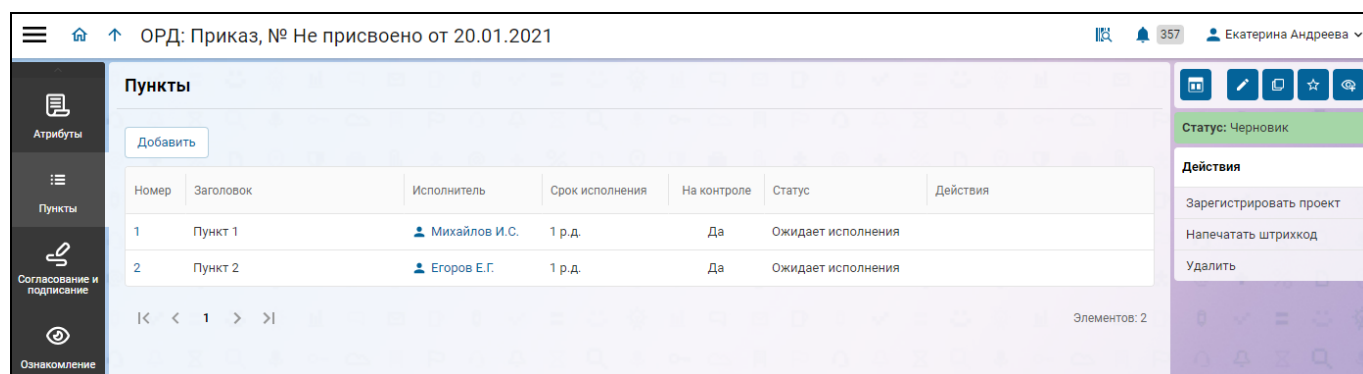 ОРД: Приказ, № Не присвоено от 20.01.2021
357
Екатерина Андреева
Атрибуты
Пункты
Согласование и
подписание
Ознакомление
Пункты
Добавить
Номер Заголовок Исполнитель Срок исполнения На контроле Статус Действия
1 Пункт 1 Михайлов И.С. 1 р.д. Да Ожидает исполнения
2 Пункт 2 Егоров Е.Г. 1 р.д. Да Ожидает исполнения
1
Элементов: 2
Статус: Черновик
Действия
Зарегистрировать проект
Напечатать штрихкод
Удалить